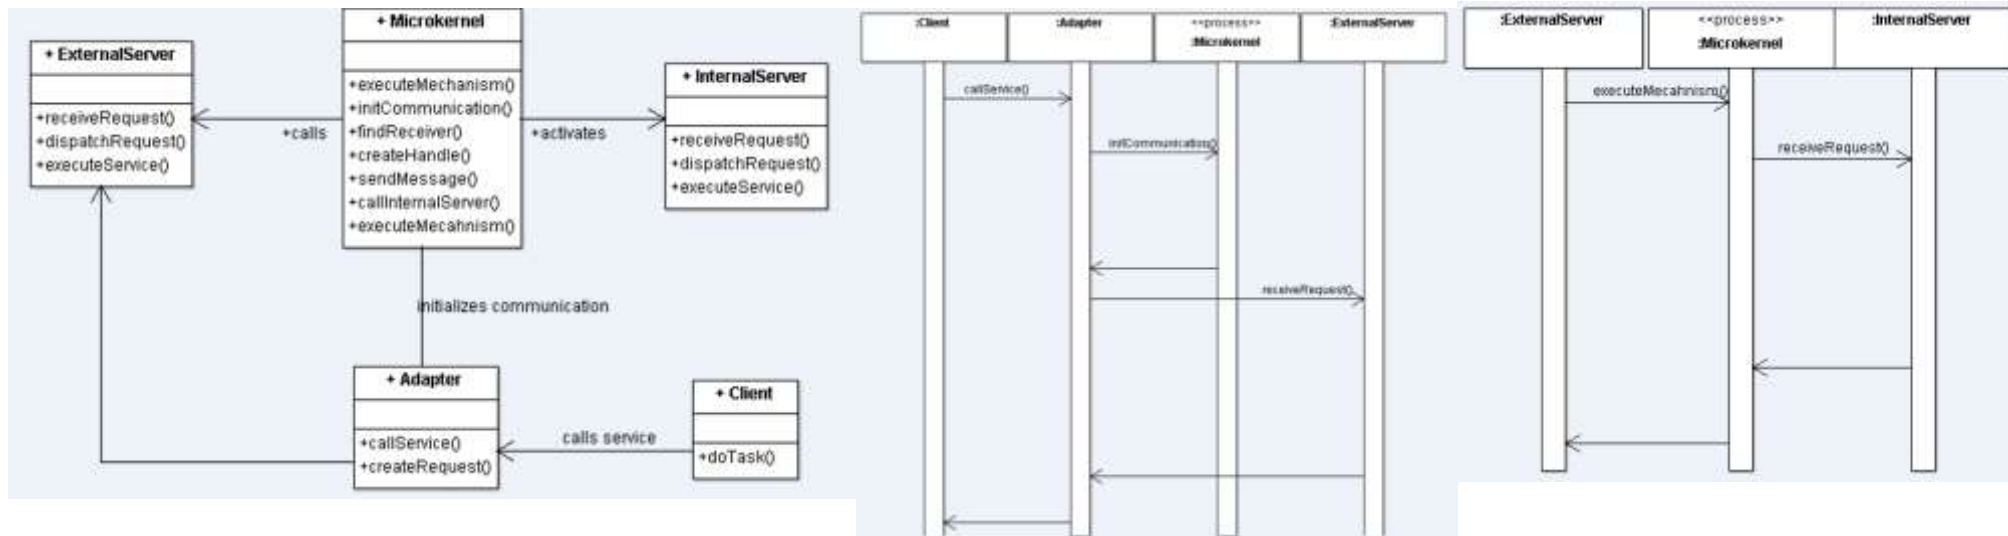 + Microkernel
+executeMechanism()
+initCommunication()
+findReceiver()
+createHandle()
+sendMessage()
+callInternalServer()
+executeMecahnism()
+ ExternalServer
+receiveRequest()
+dispatchRequest()
+executeService()
+calls
+activates
+ InternalServer
+receiveRequest()
+dispatchRequest()
+executeService()
initializes communication
+ Adapter
+callService()
+createRequest()
calls service
+ Client
+doTask()
:Client
:Adapter
<<process>>
:Microkernel
:ExternalServer
callService()
initCommunication()
receiveRequest()
:ExternalServer
<<process>>
:Microkernel
:InternalServer
executeMecahnism()
receiveRequest()